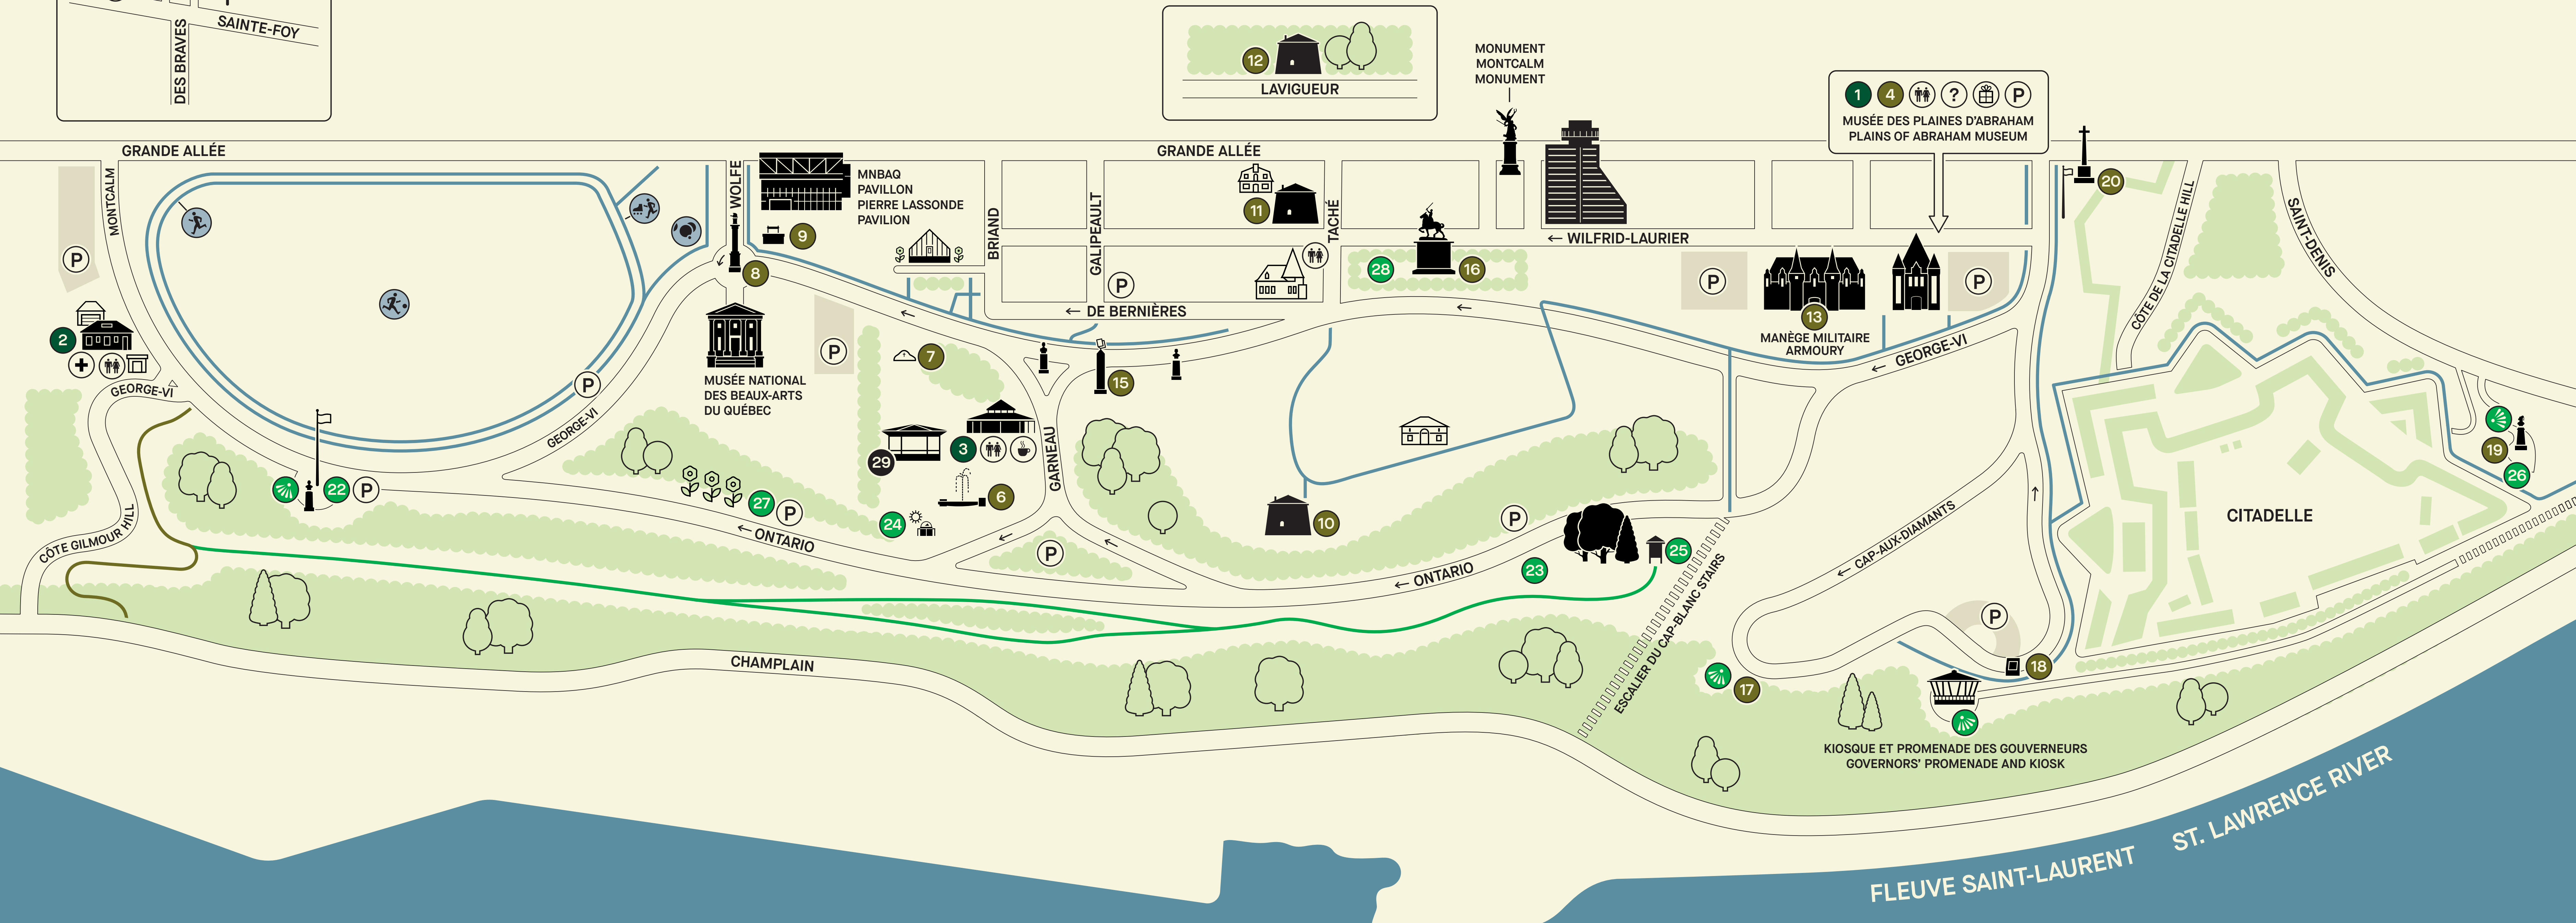 SAINTE-FOY
DES BRAVES
12
LAVIGUEUR
MONUMENT
MONTCALM
MONUMENT
1 4 ? P
MUSÉE DES PLAINES D'ABRAHAM
PLAINS OF ABRAHAM MUSEUM
GRANDE ALLÉE
GRANDE ALLÉE
MONTCALM
P
2
GEORGE-VI
CÔTE GILMOUR HILL
22 P
P
GEORGE-VI
WOLFE
MNBAQ
PAVILLON
PIERRE LASSONDE
PAVILION
9
8
MUSÉE NATIONAL
DES BEAUX-ARTS
DU QUÉBEC
P
7
BRIAND
GALIPEAULT
P
← DE BERNIÈRES
11
TACHÉ
28
16
← WILFRID-LAURIER
P
13
MANÈGE MILITAIRE
ARMOURY
P
← GEORGE-VI
20
CÔTE DE LA CITADELLE HILL
SAINT-DENIS
15
3
29
6
24
GARNEAU
27 P
← ONTARIO
P
10
P
← ONTARIO
23
25
ESCALIER DU CAP-BLANC STAIRS
← CAP-AUX-DIAMANTS
P
17
18
KIOSQUE ET PROMENADE DES GOUVERNEURS
GOVERNORS' PROMENADE AND KIOSK
CITADELLE
19
26
CHAMPLAIN
FLEUVE SAINT-LAURENT
ST. LAWRENCE RIVER